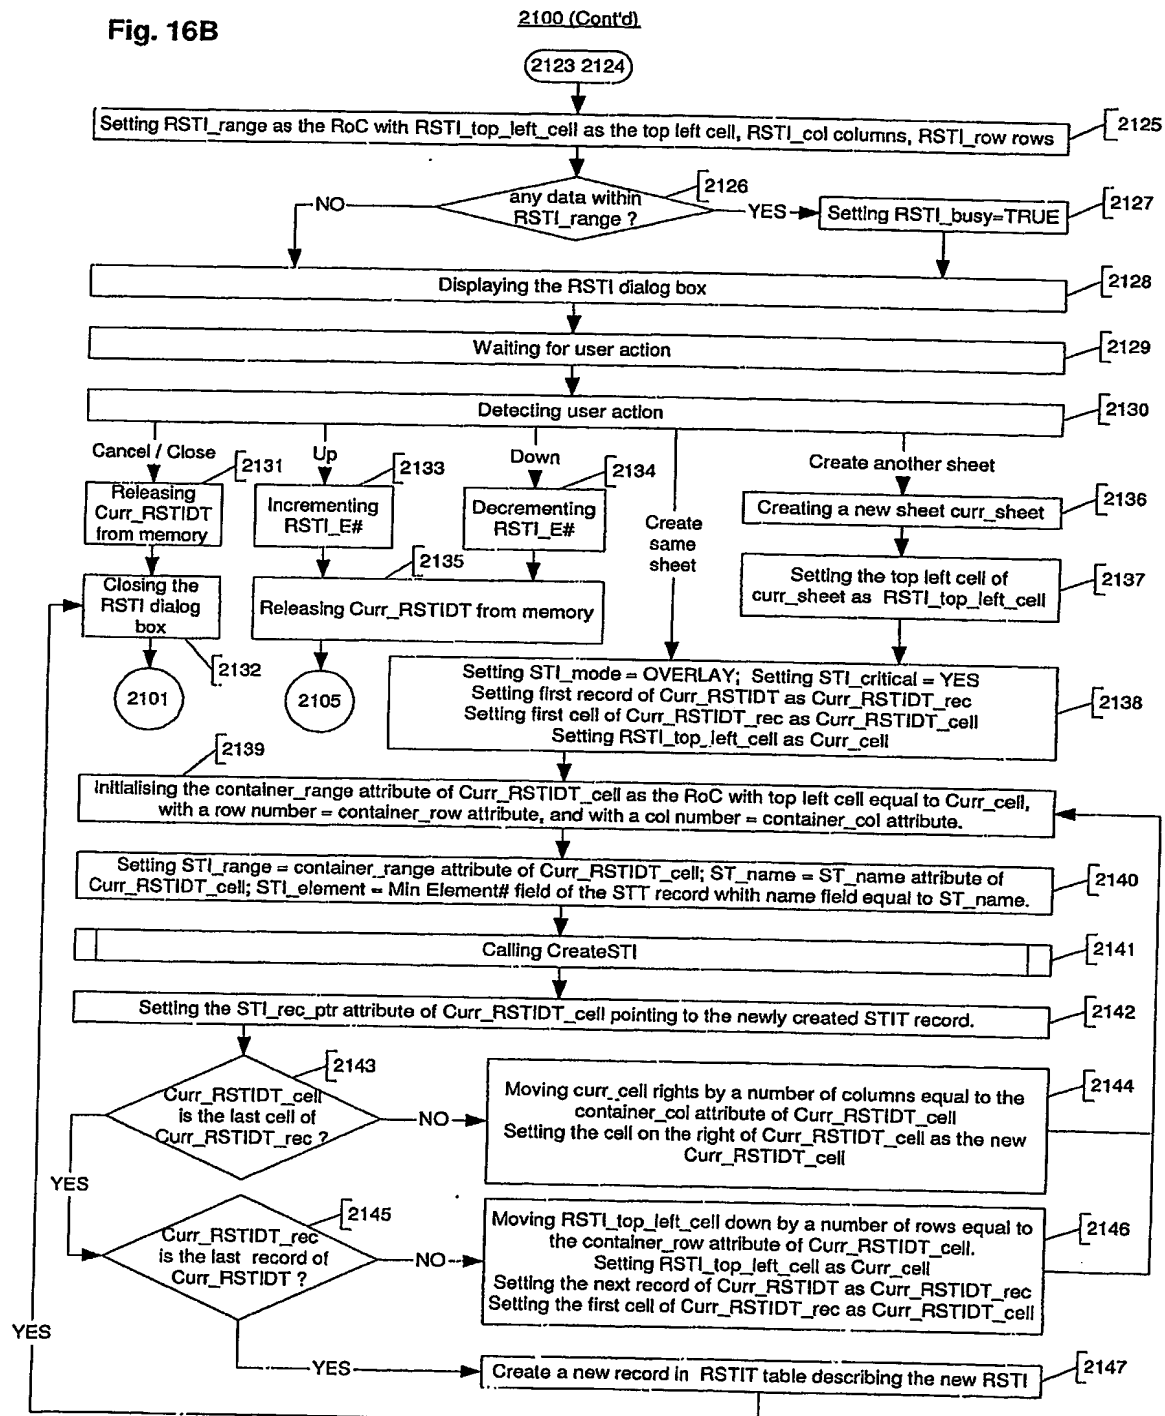 Fig. 16B
2100 (Cont'd)
2123 2124
Setting RSTI_range as the RoC with RSTI_top_left_cell as the top left cell, RSTI_col columns, RSTI_row rows
2125
any data within
RSTI_range ?
2126
NO
YES
Setting RSTI_busy=TRUE
2127
Displaying the RSTI dialog box
2128
Waiting for user action
2129
Detecting user action
2130
Cancel / Close
2131
Up
2133
Down
2134
Create another sheet
Releasing
Curr_RSTIDT
from memory
Incrementing
RSTI_E#
Decrementing
RSTI_E#
Create
same
sheet
Creating a new sheet curr_sheet
2136
2135
Closing the
RSTI dialog
box
Releasing Curr_RSTIDT from memory
Setting the top left cell of
curr_sheet as RSTI_top_left_cell
2137
2132
2101
2105
Setting STI_mode = OVERLAY; Setting STI_critical = YES
Setting first record of Curr_RSTIDT as Curr_RSTIDT_rec
Setting first cell of Curr_RSTIDT_rec as Curr_RSTIDT_cell
Setting RSTI_top_left_cell as Curr_cell
2138
2139
Initialising the container_range attribute of Curr_RSTIDT_cell as the RoC with top left cell equal to Curr_cell,
with a row number = container_row attribute, and with a col number = container_col attribute.
Setting STI_range = container_range attribute of Curr_RSTIDT_cell; ST_name = ST_name attribute of
Curr_RSTIDT_cell; STI_element = Min Element# field of the STT record whith name field equal to ST_name.
2140
Calling CreateSTI
2141
Setting the STI_rec_ptr attribute of Curr_RSTIDT_cell pointing to the newly created STIT record.
2142
2143
Curr_RSTIDT_cell
is the last cell of
Curr_RSTIDT_rec ?
NO
Moving curr_cell rights by a number of columns equal to the
container_col attribute of Curr_RSTIDT_cell
Setting the cell on the right of Curr_RSTIDT_cell as the new
Curr_RSTIDT_cell
2144
YES
2145
Curr_RSTIDT_rec
is the last record of
Curr_RSTIDT ?
NO
Moving RSTI_top_left_cell down by a number of rows equal to
the container_row attribute of Curr_RSTIDT_cell.
Setting RSTI_top_left_cell as Curr_cell
Setting the next record of Curr_RSTIDT as Curr_RSTIDT_rec
Setting the first cell of Curr_RSTIDT_rec as Curr_RSTIDT_cell
2146
YES
YES
Create a new record in RSTIT table describing the new RSTI
2147